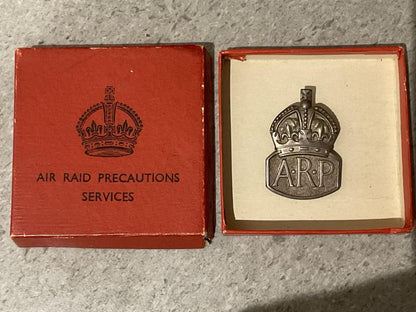 AIR RAID PRECAUTIONS
SERVICES
A·R·P